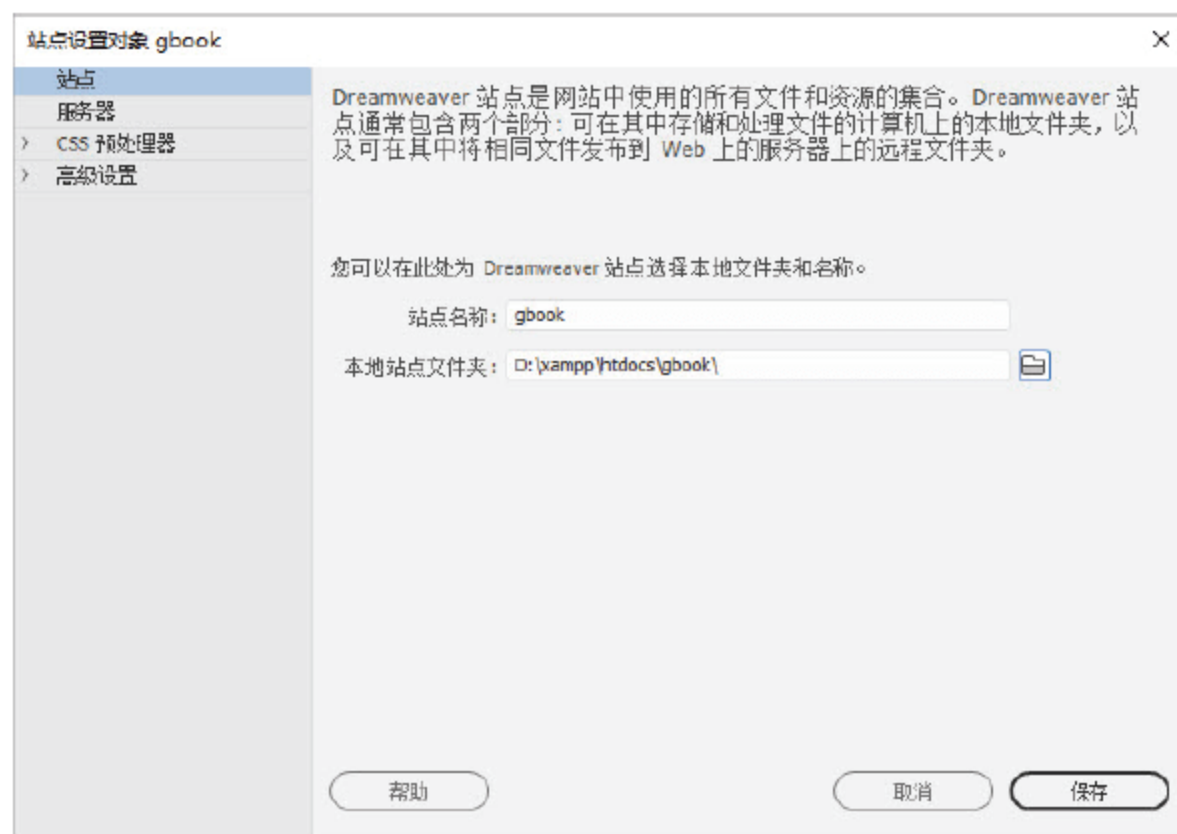 站点设置对象 gbook
站点
服务器
CSS 预处理器
高级设置
Dreamweaver 站点是网站中使用的所有文件和资源的集合。Dreamweaver 站
点通常包含两个部分：可在其中存储和处理文件的计算机上的本地文件夹，以
及可在其中将相同文件发布到 Web 上的服务器上的远程文件夹。
您可以在此处为 Dreamweaver 站点选择本地文件夹和名称。
站点名称： gbook
本地站点文件夹： D:\xampp\htdocs\gbook\
帮助 取消 保存